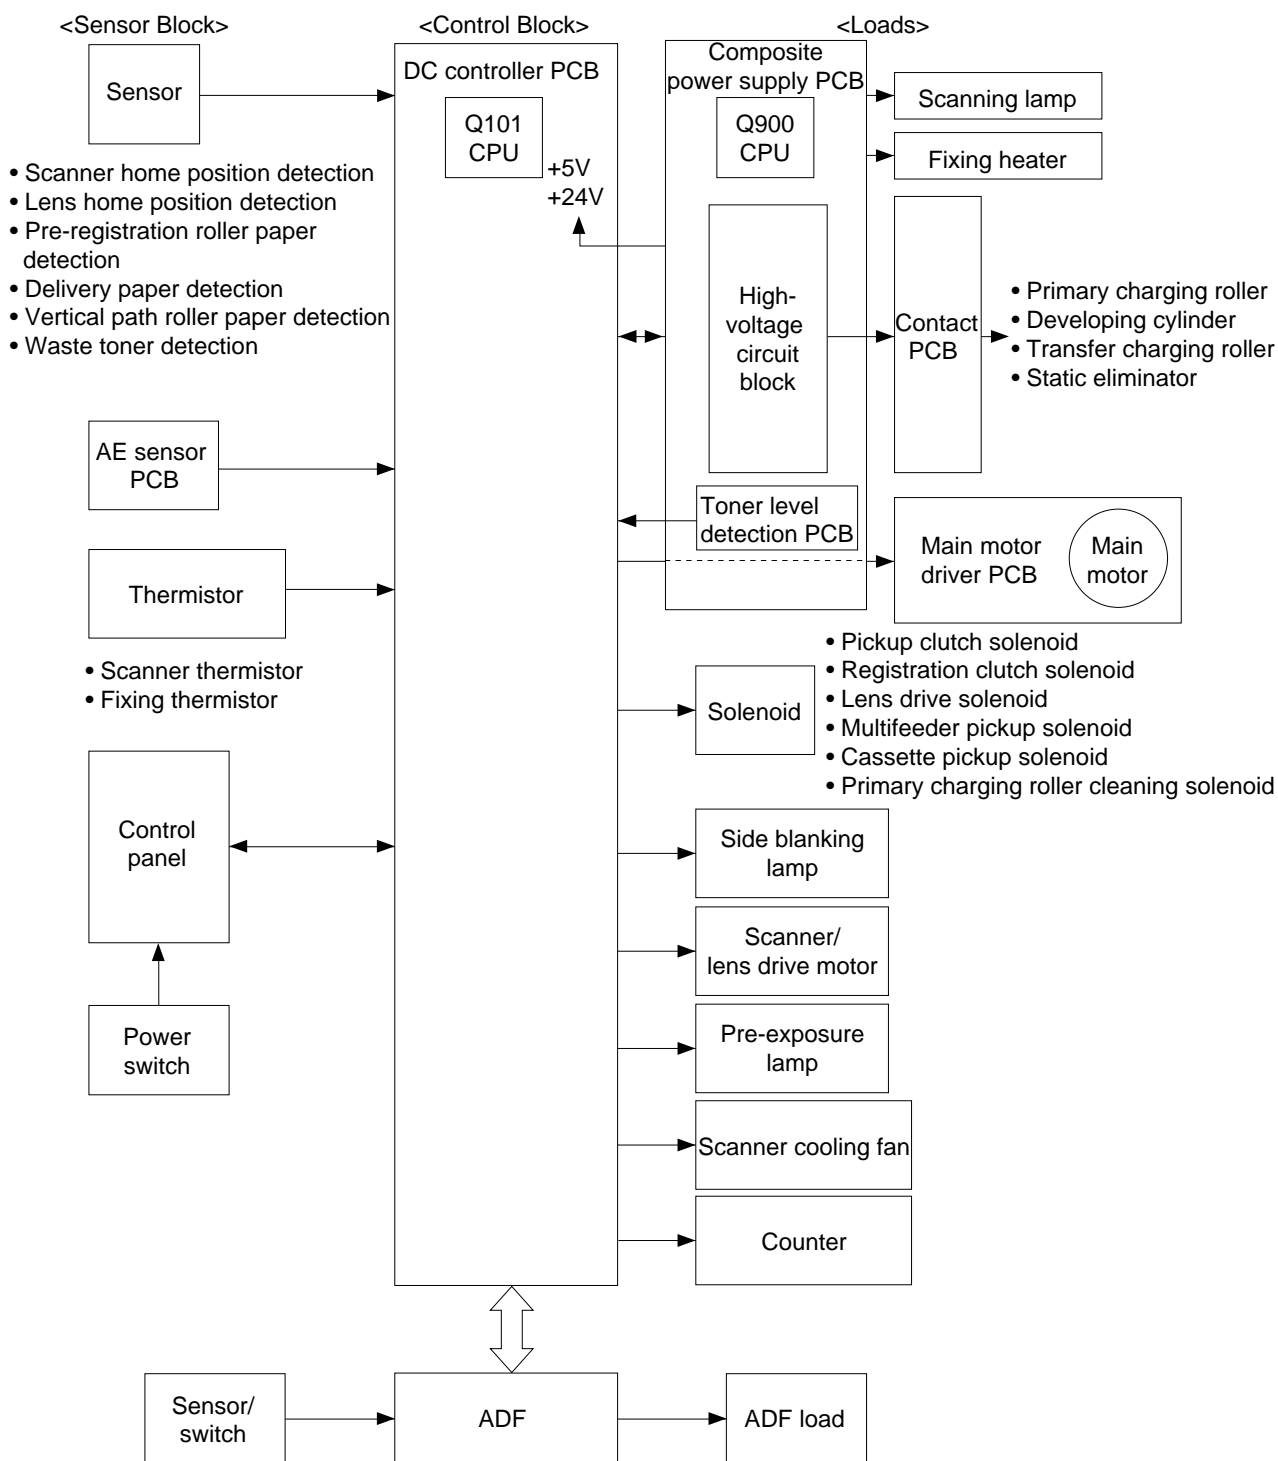 <Sensor Block>
<Control Block>
<Loads>
Sensor
• Scanner home position detection
• Lens home position detection
• Pre-registration roller paper
detection
• Delivery paper detection
• Vertical path roller paper detection
• Waste toner detection
AE sensor
PCB
Thermistor
• Scanner thermistor
• Fixing thermistor
Control
panel
Power
switch
DC controller PCB
Q101
CPU
+5V
+24V
Composite
power supply PCB
Q900
CPU
High-
voltage
circuit
block
Toner level
detection PCB
Scanning lamp
Fixing heater
Contact
PCB
• Primary charging roller
• Developing cylinder
• Transfer charging roller
• Static eliminator
Main motor
driver PCB
Main
motor
Solenoid
• Pickup clutch solenoid
• Registration clutch solenoid
• Lens drive solenoid
• Multifeeder pickup solenoid
• Cassette pickup solenoid
• Primary charging roller cleaning solenoid
Side blanking
lamp
Scanner/
lens drive motor
Pre-exposure
lamp
Scanner cooling fan
Counter
Sensor/
switch
ADF
ADF load